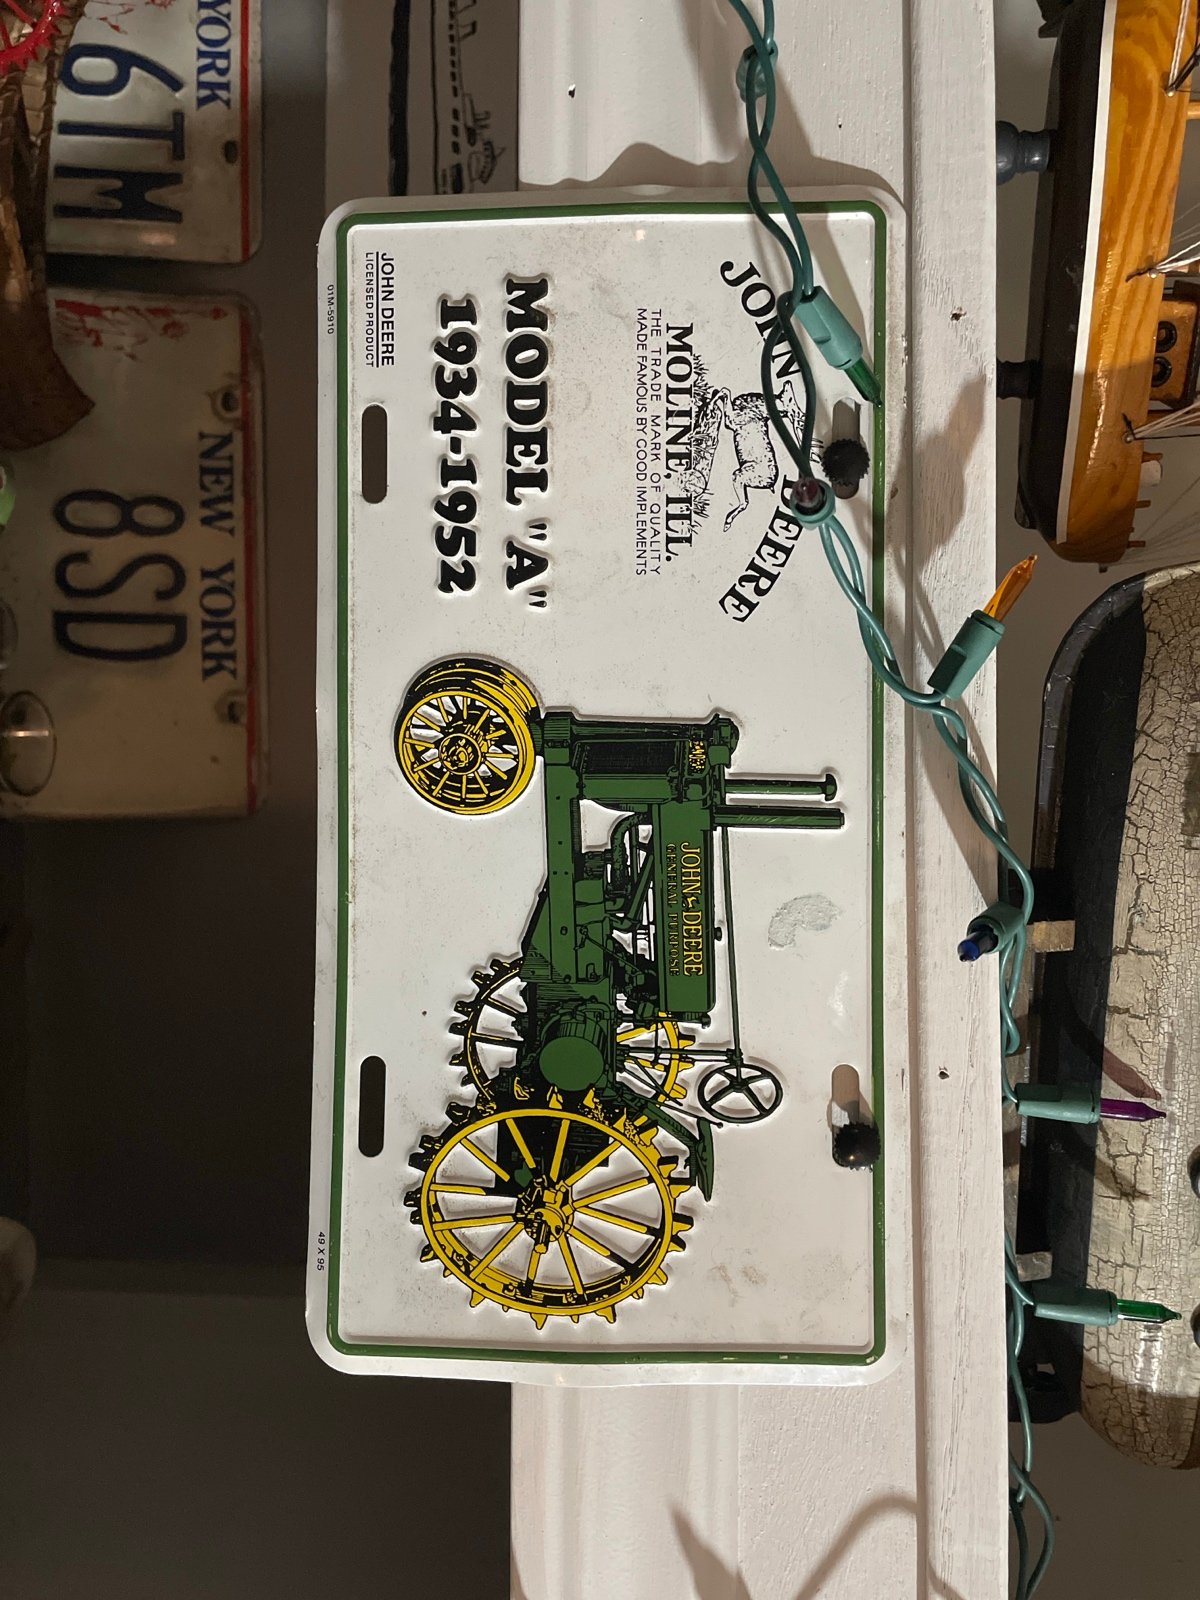 JOHN DEERE
MOLINE, ILL.
THE TRADE MARK OF QUALITY
MADE FAMOUS BY GOOD IMPLEMENTS
MODEL "A"
1934-1952
JOHN DEERE
LICENSED PRODUCT
01M-5910
JOHN DEERE
GENERAL PURPOSE
49 X 95
YORK
6TM
NEW YORK
8SD